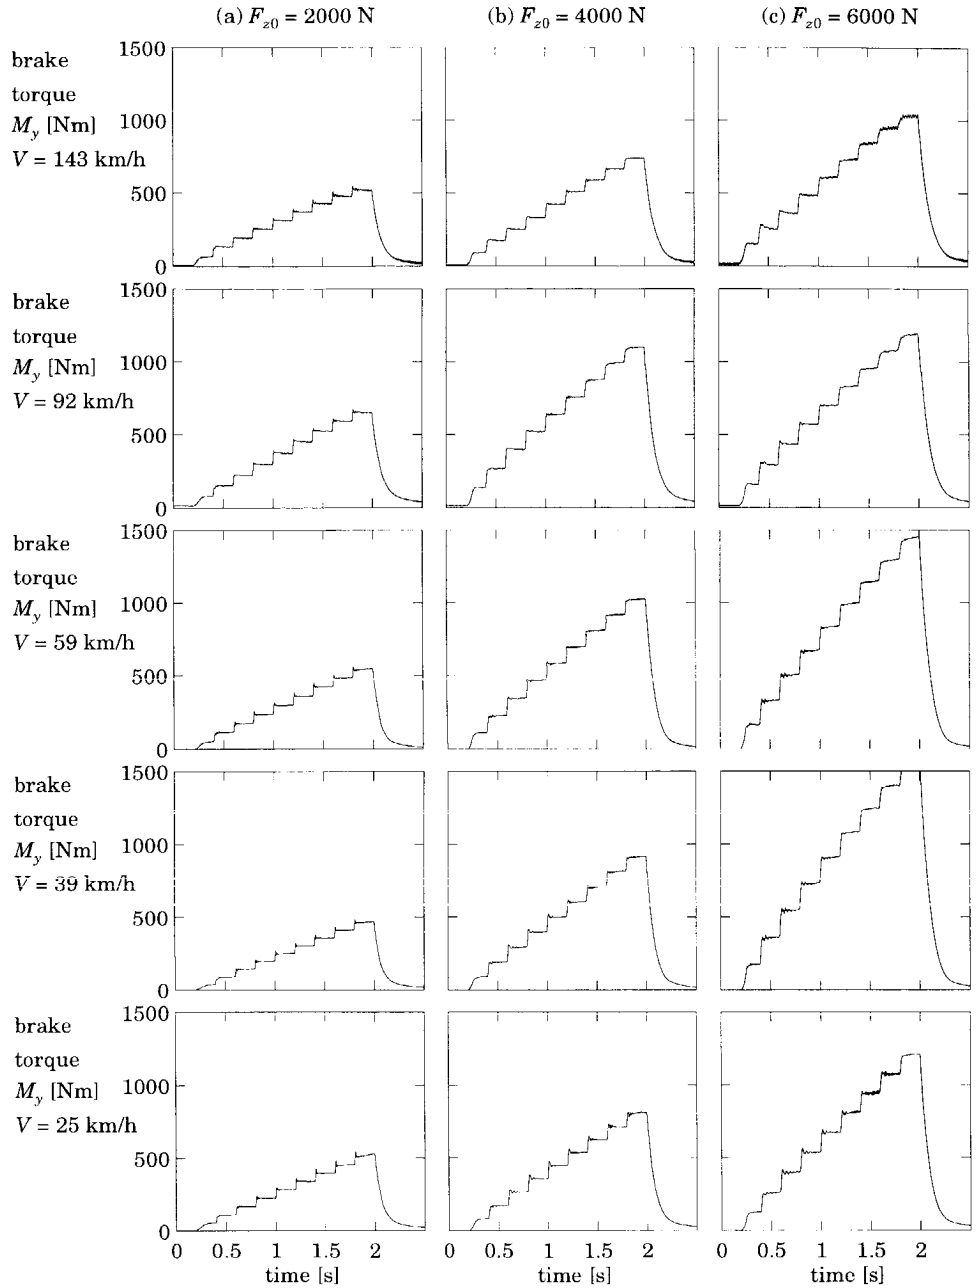 (a) F_z0 = 2000 N (b) F_z0 = 4000 N (c) F_z0 = 6000 N
1500
brake
torque
M_y [Nm] 1000
V = 143 km/h
500
0
brake 1500
torque
M_y [Nm] 1000
V = 92 km/h
500
0
brake 1500
torque
M_y [Nm] 1000
V = 59 km/h
500
0
brake 1500
torque
M_y [Nm] 1000
V = 39 km/h
500
0
brake 1500
torque
M_y [Nm] 1000
V = 25 km/h
500
0
0 0.5 1 1.5 2 0 0.5 1 1.5 2 0 0.5 1 1.5 2
time [s] time [s] time [s]